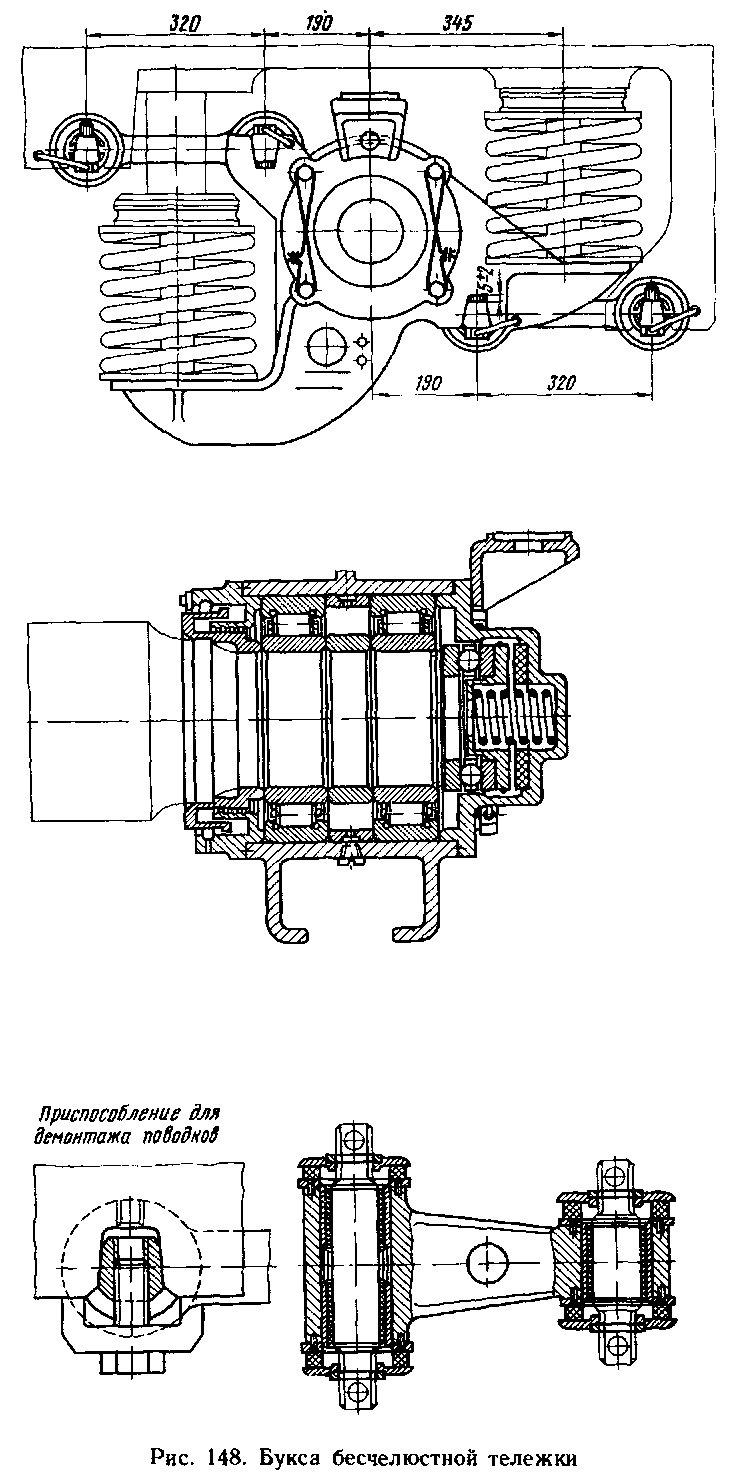 320 190 345
5±2
190 320
Приспособление для
демонтажа поводков
Рис. 148. Букса бесчелюстной тележки